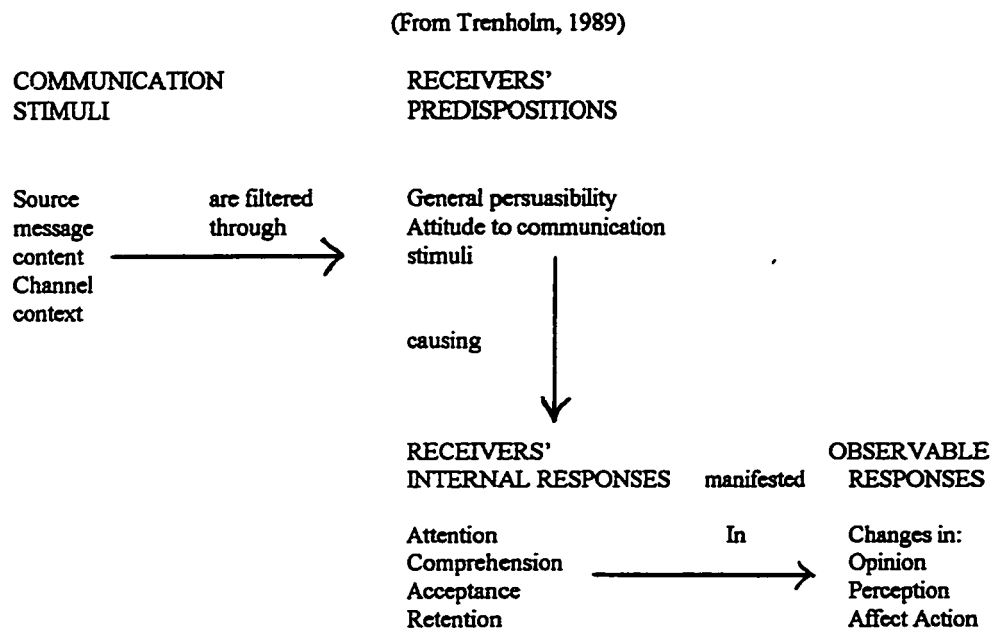 (From Trenholm, 1989)
COMMUNICATION
STIMULI
RECEIVERS'
PREDISPOSITIONS
Source
message
content
Channel
context
are filtered
through
General persuasibility
Attitude to communication
stimuli
causing
RECEIVERS'
INTERNAL RESPONSES
manifested
OBSERVABLE
RESPONSES
Attention
Comprehension
Acceptance
Retention
In
Changes in:
Opinion
Perception
Affect Action